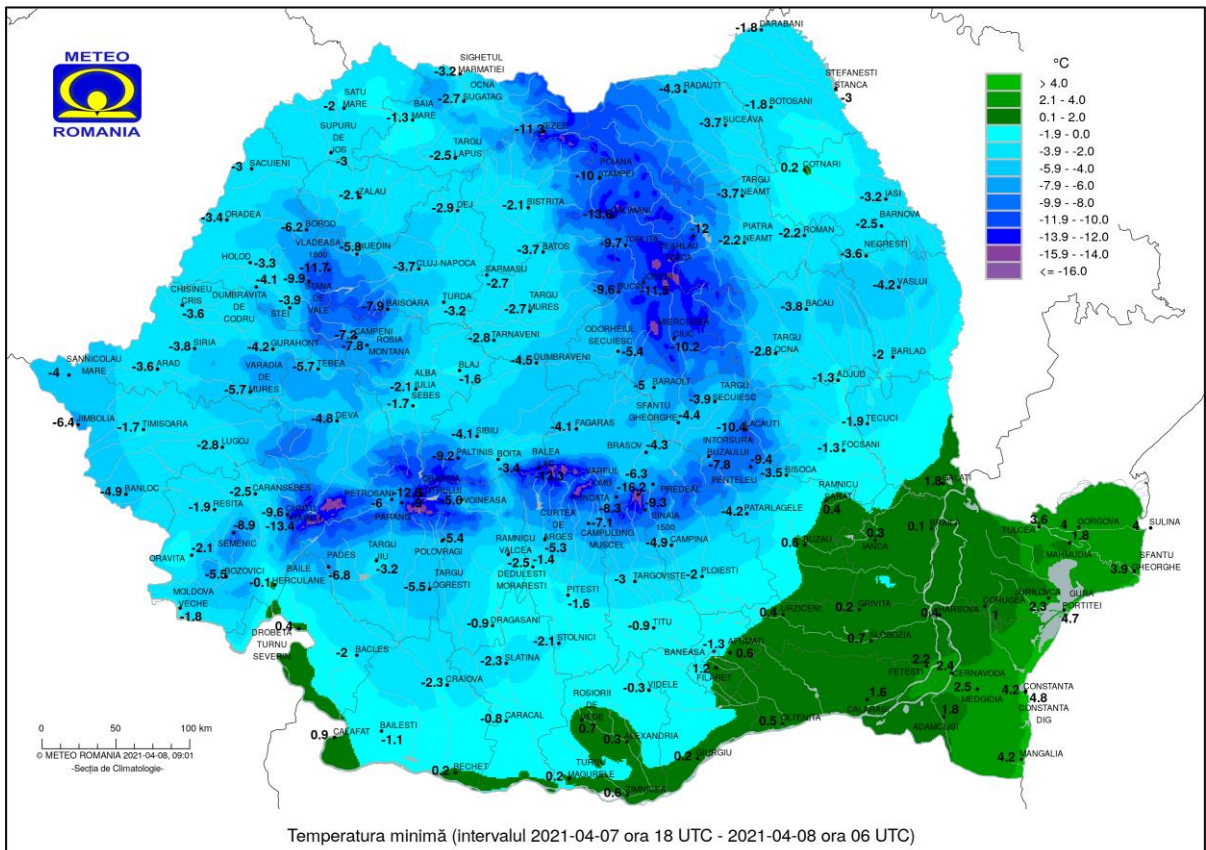 METEO
ROMANIA
°C
> 4.0
2.1 - 4.0
0.1 - 2.0
-1.9 - 0.0
-3.9 - -2.0
-5.9 - -4.0
-7.9 - -6.0
-9.9 - -8.0
-11.9 - -10.0
-13.9 - -12.0
-15.9 - -14.0
<= -16.0
-1.8 DARABANI
SIGHETUL
-3.2 MARMATIEI
STEFANESTI
STANCA
-3
OCNA
-2.7 SUGATAG
-4.3 RADAUTI
-1.8 BOTOSANI
SATU
-2 MARE
BAIA
-1.3 MARE
-3.7 SUCEAVA
SUPURU
DE
JOS
-3
-11.3 IEZER
TARGU
-2.5 LAPUS
0.2 COTNARI
-3 SACUIENI
POIANA
-10 STAMPEI
-2.1 ZALAU
TARGU
-3.7 NEAMT
-3.2 IASI
-3.4 ORADEA
-2.9 DEJ
-2.1 BISTRITA
BARNOVA
-2.5
-6.2 BOROD
-12
PIATRA
-2.2 NEAMT
-2.2 ROMAN
VLADEASA
1800
-11.7
-5.8 HUEDIN
-3.7 BATOS
-9.7 TOPLITA
NEGRESTI
-3.6
HOLOD
-3.3
-3.7 CLUJ-NAPOCA
SARMASU
-2.7
-4.2 VASLUI
-9.9
STANA
DE
VALE
-4.1
DUMBRAVITA
DE
CODRU
CHISINEU
CRIS
-3.6
-3.9
STEI
-7.9 BAISOARA
TURDA
-3.2
TARGU
-2.7 MURES
-9.6 BUCIN
-11.5
-3.8 BACAU
-7.2 CAMPENI
-7.8 ROSIA
MONTANA
-2.8 TARNAVENI
ODORHEIUL
SECUIESC
-5.4
MIERCUREA
CIUC
-10.2
TARGU
-2.8 OCNA
-2 BARLAD
SANNICOLAU
-4 MARE
-3.8 SIRIA
-4.2 GURAHONT
-3.6 ARAD
-5.7 TEBEA
-4.5 DUMBRAVENI
BLAJ
-1.6
VARADIA
DE
-5.7 MURES
ALBA
-2.1 IULIA
SEBES
-1.7
-5 BARAOLT
TARGU
-3.9 SECUIESC
-1.3 ADJUD
-6.4 JIMBOLIA
-1.7 TIMISOARA
-4.8 DEVA
SFANTU
GHEORGHE -4.4
-1.9 TECUCI
-10.4 LACAUTI
-4.1 SIBIU
-4.1 FAGARAS
-2.8 LUGOJ
BRASOV -4.3
INTORSURA
BUZAULUI
-7.8
-1.3 FOCSANI
-9.2 PALTINIS
BOITA
-3.4
BALEA
LAC
-13.3
VARFUL
OMU
-16.2
-6.3
PREDEAL
-9.4
PENTELEU
-3.5 BISOCA
-4.9 BANLOC
-2.5 CARANSEBES
-1.9 RESITA
PETROSANI
-6
PARANG
-5.0 VOINEASA
FUNDATA
-8.3
-9.3
SINAIA
1500
-4.2 PATARLAGELE
RAMNICU
SARAT
0.4
1.8 GALATI
-9.6 CUNTU
-13.4
-8.9
SEMENIC
-7.1
CAMPULUNG
MUSCEL
CURTEA
DE
ARGES
-5.3
0.1 BRAILA
3.6
TULCEA
4 GORGOVA
4 SULINA
1.8
MAHMUDIA
-2.1
ORAVITA
-5.4
POLOVRAGI
RAMNICU
VALCEA
-2.5
-1.4
DEDULESTI
MORARESTI
-4.9 CAMPINA
0.6 BUZAU
0.3
IANCA
SFANTU
3.9 GHEORGHE
-5.5 BOZOVICI
-0.1 BAILE
HERCULANE
PADES
-6.8
TARGU
JIU
-3.2
TARGU
-5.5 LOGRESTI
-3 TARGOVISTE
-2 PLOIESTI
MOLDOVA
VECHE
-1.8
PITESTI
-1.6
0.4 URZICENI
0.2 GRIVITA
0.4 HARSOVA
CORUGEA
1
JURILOVCA
2.3
GURA
PORTITEI
4.7
0.4
DROBETA
TURNU
SEVERIN
-0.9 DRAGASANI
-0.9 TITU
-2.1 STOLNICI
0.7 SLOBOZIA
-2 BACLES
-2.3 SLATINA
-1.3
BANEASA
AFUMATI
0.6
1.2
FILARET
2.2
FETESTI
2.4
CERNAVODA
-2.3
CRAIOVA
-0.3 VIDELE
1.6
CALARASI
2.5
MEDGIDIA
4.2 CONSTANTA
4.8
CONSTANTA
DIG
-0.8 CARACAL
ROSIORII
DE
VEDE
0.7
0.5 OLTENITA
1.8
ADAMCLISI
0.9 CALAFAT
BAILESTI
-1.1
0.3 ALEXANDRIA
0.2 GIURGIU
4.2 MANGALIA
0.2 BECHET
TURNU
0.2 MAGURELE
0.6 ZIMNICEA
0 50 100 km
© METEO ROMANIA 2021-04-08, 09:01
-Secția de Climatologie-
Temperatura minimă (intervalul 2021-04-07 ora 18 UTC - 2021-04-08 ora 06 UTC)